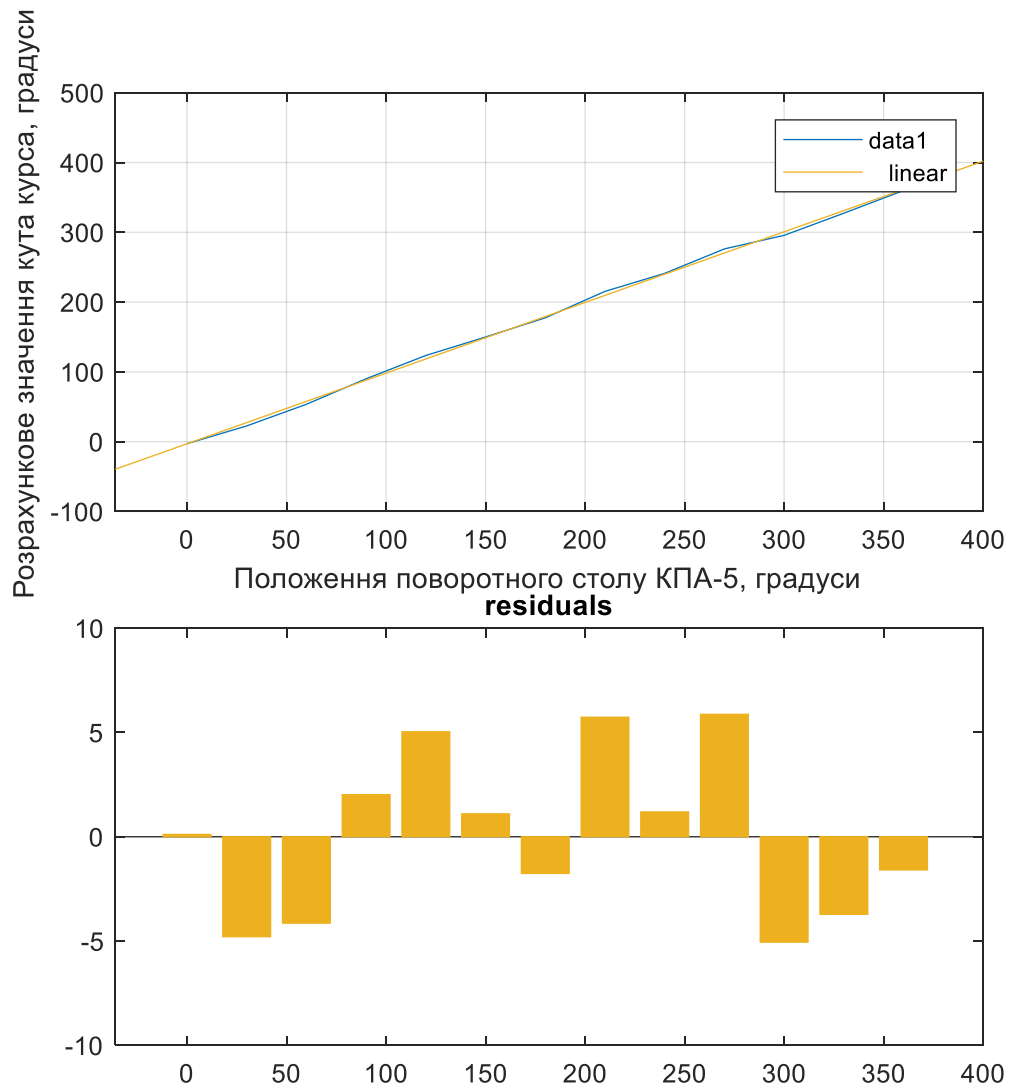 Розрахункове значення кута курса, градуси
500
400
300
200
100
0
-100
data1
linear
0 50 100 150 200 250 300 350 400
Положення поворотного столу КПА-5, градуси
residuals
10
5
0
-5
-10
0 50 100 150 200 250 300 350 400